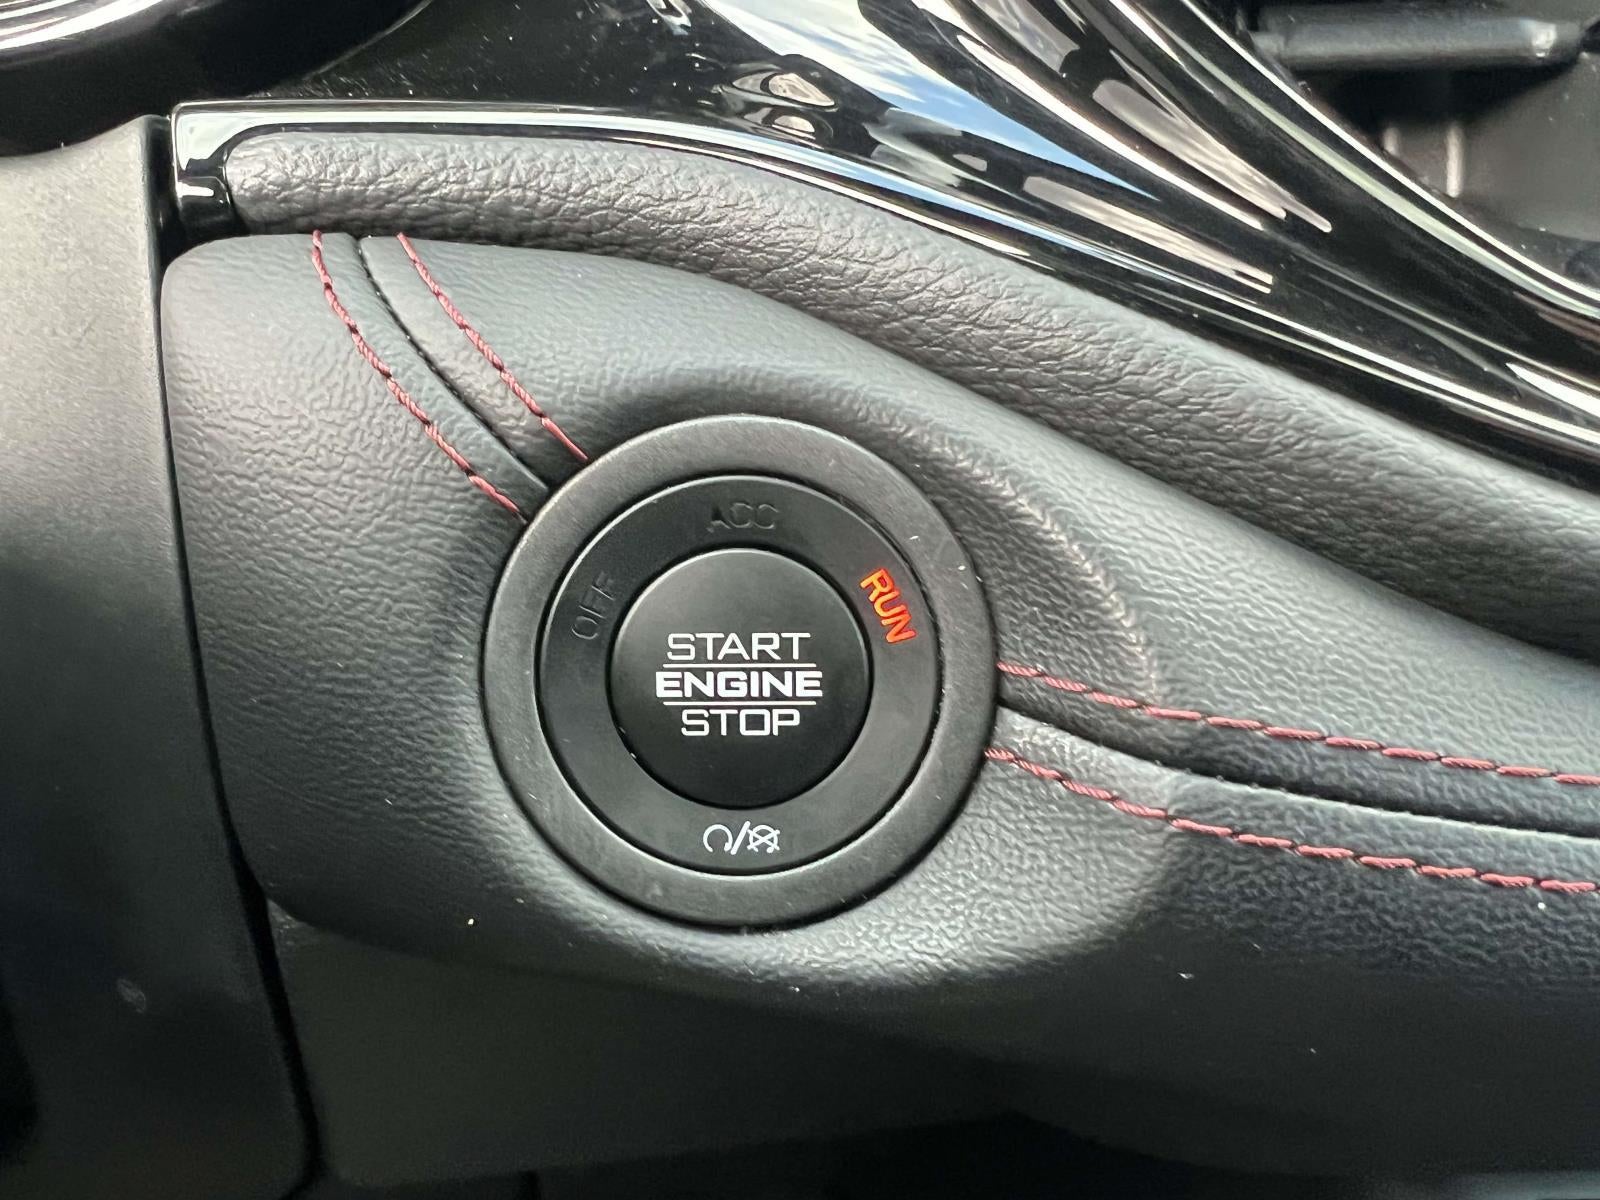 ACC
OFF
RUN
START
ENGINE
STOP